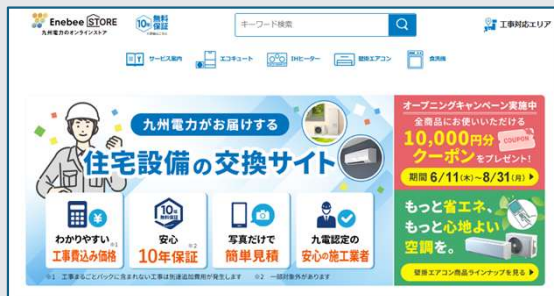 Enebee STORE
九州電力のオンラインストア
10年 無料保証
キーワード検索
工事対応エリア
サービス案内
エコキュート
IHヒーター
壁掛エアコン
食洗機
九州電力がお届けする
住宅設備の交換サイト
わかりやすい
工事費込み価格※1
10年
無料保証
安心
10年保証※2
写真だけで
簡単見積
九電認定の
安心の施工業者
※1 工事まるごとパックに含まれない工事は別途追加費用が発生します ※2 一部対象外があります
オープニングキャンペーン実施中
全商品にお使いいただける
10,000円分
クーポンをプレゼント!
COUPON
期間 6/11(木)~8/31(月)
もっと省エネ、
もっと心地よい
空調を。
壁掛エアコン商品ラインナップを見る